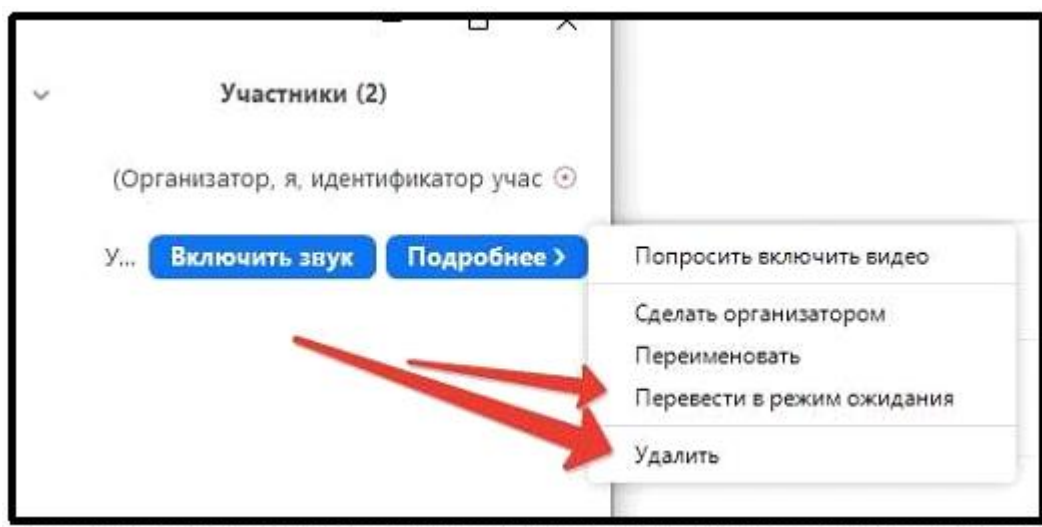 Участники (2)
(Организатор, я, идентификатор учас
У... Включить звук Подробнее >
Попросить включить видео
Сделать организатором
Переименовать
Перевести в режим ожидания
Удалить